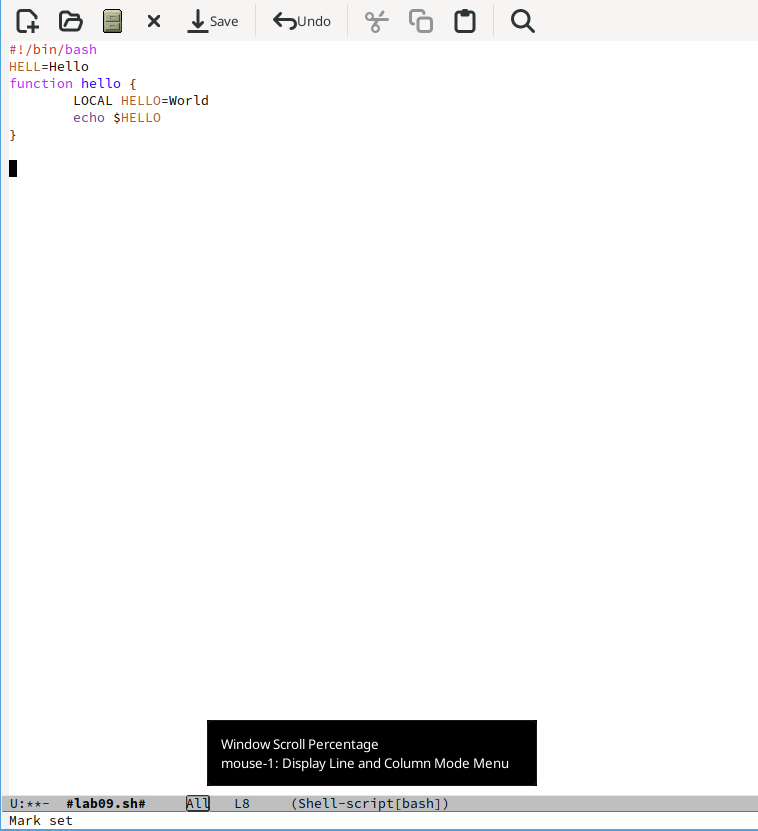 Save Undo
#!/bin/bash
HELL=Hello
function hello {
        LOCAL HELLO=World
        echo $HELLO
}
Window Scroll Percentage
mouse-1: Display Line and Column Mode Menu
U:**-  #lab09.sh#     All   L8     (Shell-script[bash])
Mark set